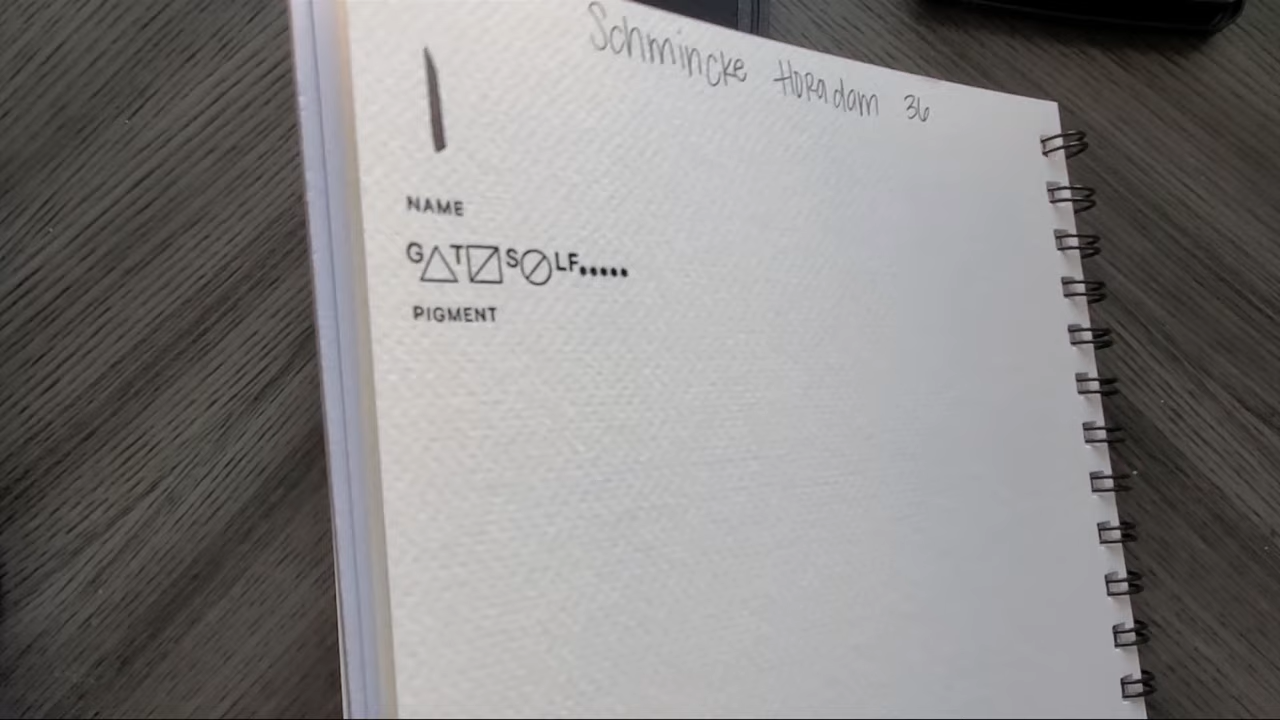 Schmincke Horadam 36
NAME
G△T⧄S⊘LF.....
PIGMENT